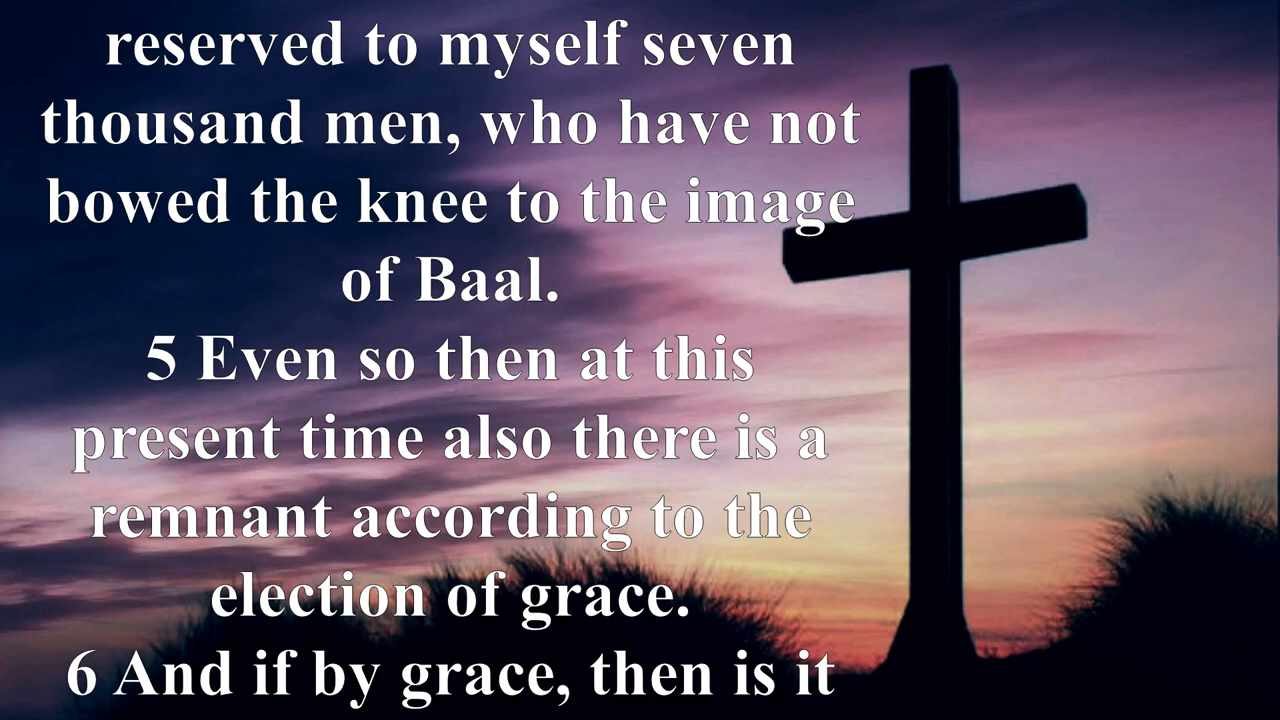 reserved to myself seven
thousand men, who have not
bowed the knee to the image
of Baal.
5 Even so then at this
present time also there is a
remnant according to the
election of grace.
6 And if by grace, then is it